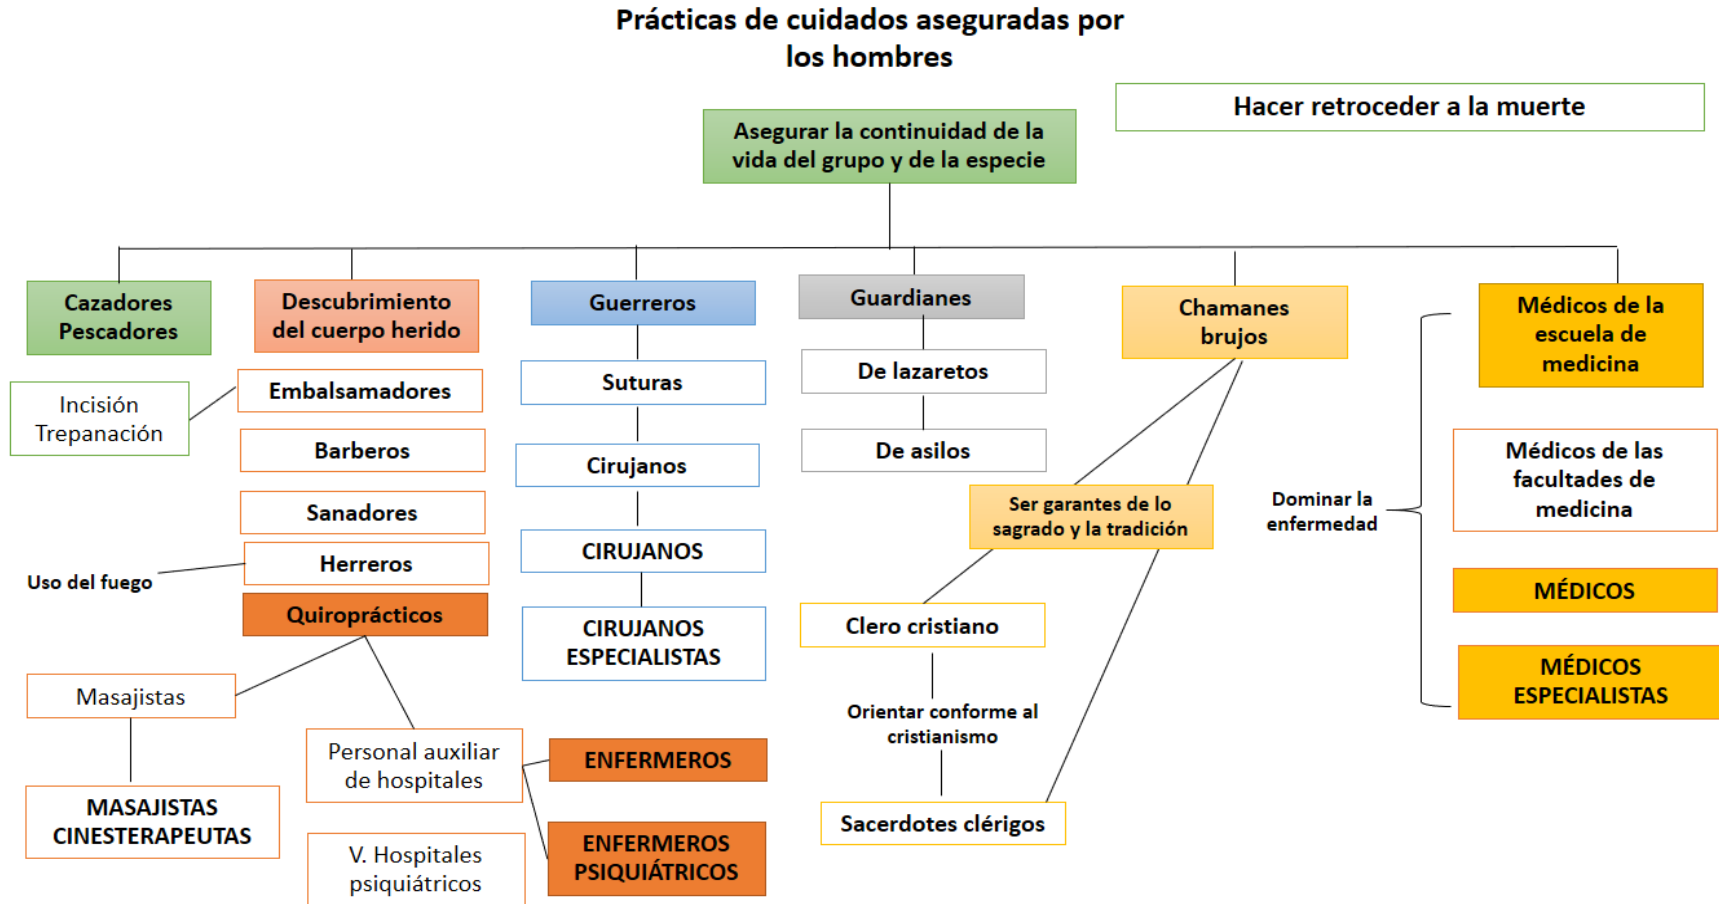 Prácticas de cuidados aseguradas por
los hombres
Hacer retroceder a la muerte
Asegurar la continuidad de la
vida del grupo y de la especie
Cazadores
Pescadores
Descubrimiento
del cuerpo herido
Guerreros
Guardianes
Chamanes
brujos
Médicos de la
escuela de
medicina
Incisión
Trepanación
Embalsamadores
Barberos
Sanadores
Herreros
Uso del fuego
Quiroprácticos
Masajistas
MASAJISTAS
CINESTERAPEUTAS
Personal auxiliar
de hospitales
V. Hospitales
psiquiátricos
ENFERMEROS
ENFERMEROS
PSIQUIÁTRICOS
Suturas
Cirujanos
CIRUJANOS
CIRUJANOS
ESPECIALISTAS
De lazaretos
De asilos
Ser garantes de lo
sagrado y la tradición
Clero cristiano
Orientar conforme al
cristianismo
Sacerdotes clérigos
Dominar la
enfermedad
Médicos de las
facultades de
medicina
MÉDICOS
MÉDICOS
ESPECIALISTAS